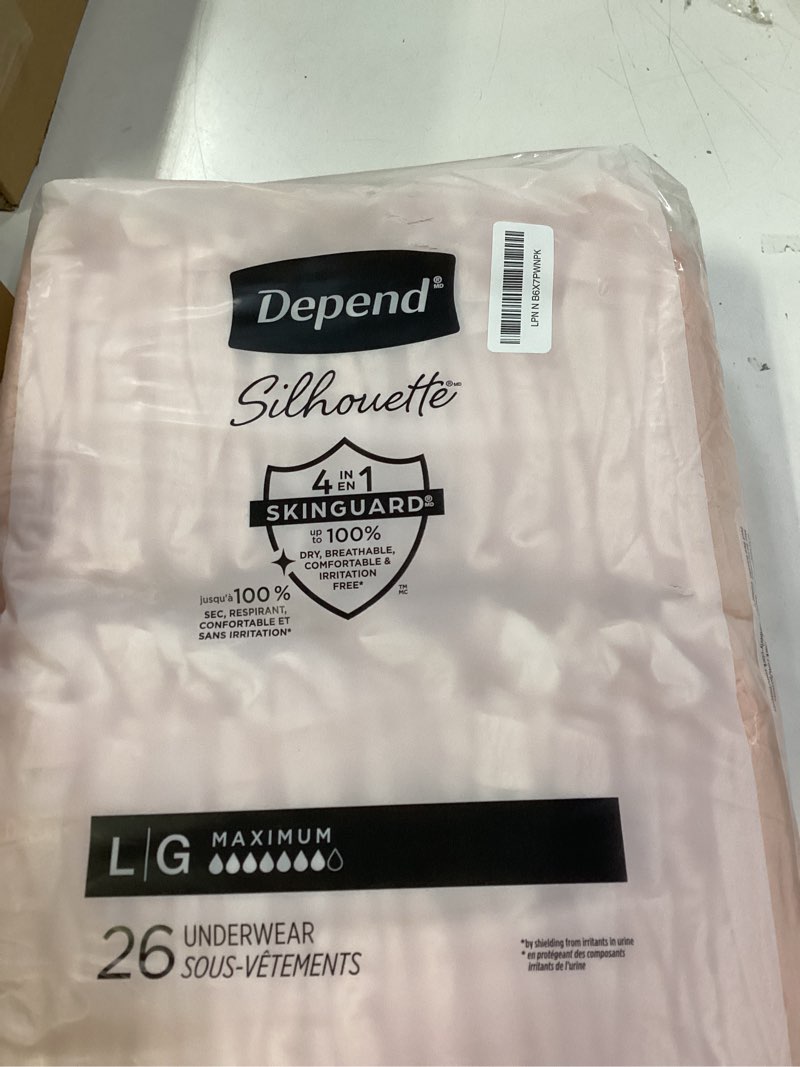 Depend®MD
LPN N B6X7PWNPK
Silhouette®MD
4 IN EN 1
SKINGUARD®MD
up to 100%
DRY, BREATHABLE,
COMFORTABLE &
IRRITATION
FREE*
TM MC
jusqu'à 100 %
SEC, RESPIRANT,
CONFORTABLE ET
SANS IRRITATION*
L|G MAXIMUM
26 UNDERWEAR
SOUS-VÊTEMENTS
*by shielding from irritants in urine
* en protégeant des composants
irritants de l'urine